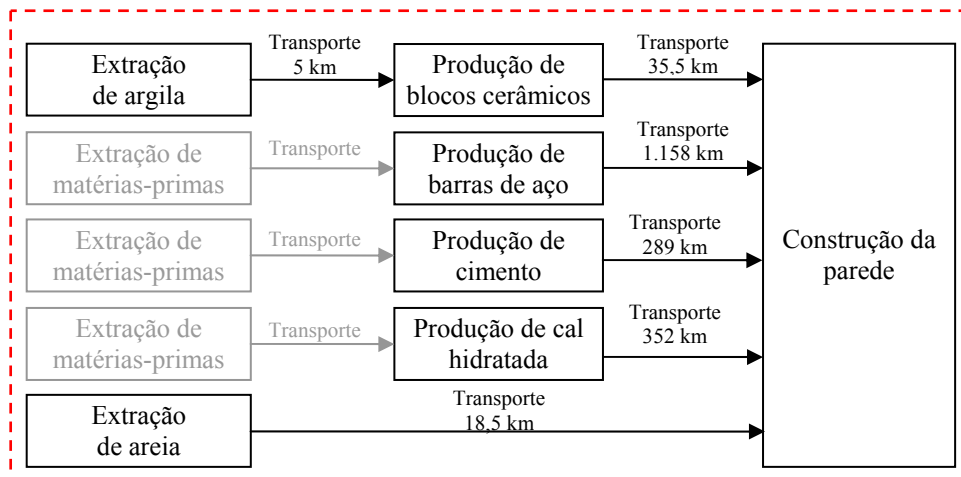 Extração
de argila
Transporte
5 km
Produção de
blocos cerâmicos
Transporte
35,5 km
Extração de
matérias-primas
Transporte
Produção de
barras de aço
Transporte
1.158 km
Extração de
matérias-primas
Transporte
Produção de
cimento
Transporte
289 km
Extração de
matérias-primas
Transporte
Produção de cal
hidratada
Transporte
352 km
Extração
de areia
Transporte
18,5 km
Construção da
parede